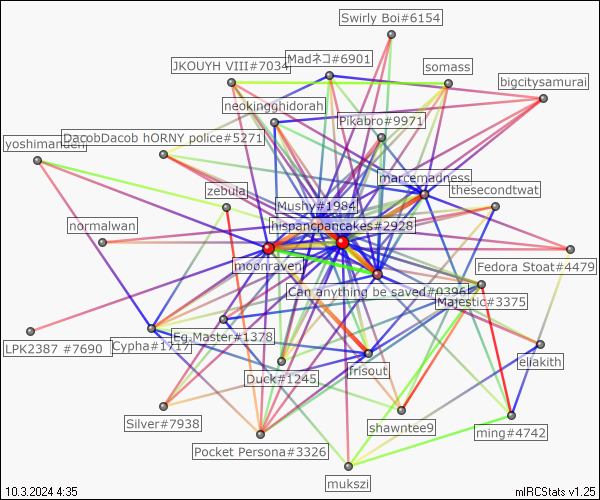 Swirly Boi#6154
Madネコ#6901
JKOUYH VIII#7034
somass
bigcitysamurai
neokingghidorah
Pikabro#9971
DacobDacob hORNY police#5271
yoshimanden
marcemadness
zebula
thesecondtwat
Mushy#1984
hispancpancakes#2928
normalwan
moonraven
Fedora Stoat#4479
Can anything be saved#0396
Majestic#3375
Eg.Master#1378
Cypha#1717
LPK2387 #7690
eliakith
frisout
Duck#1245
Silver#7938
shawntee9
ming#4742
Pocket Persona#3326
mukszi
10.3.2024 4:35
mIRCStats v1.25